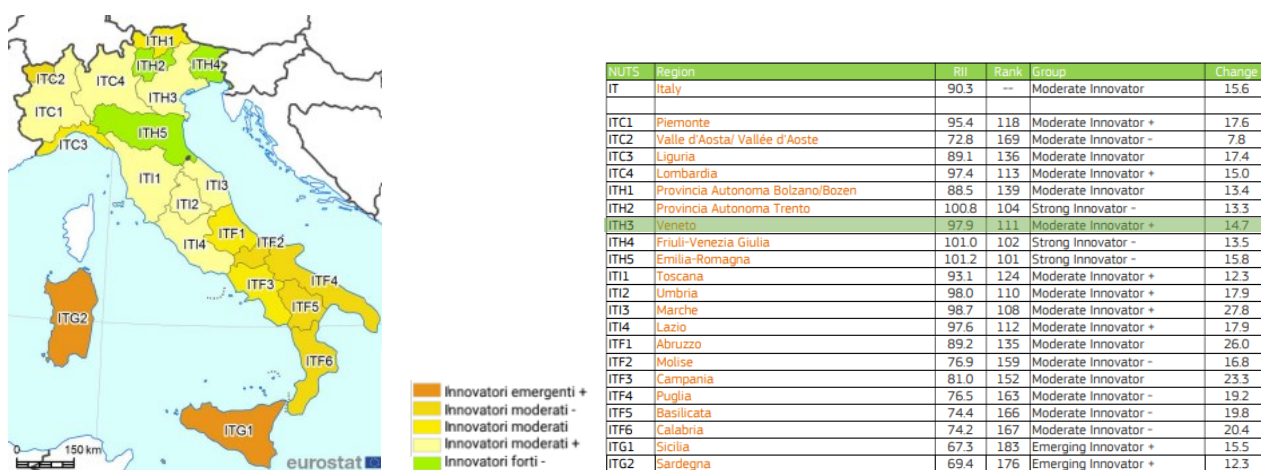 ITH1
ITH2
ITH4
ITC2
ITC4
ITH3
ITC1
ITH5
ITC3
ITI1
ITI3
ITI2
ITF1
ITI4
ITF2
ITF4
ITF3
ITF5
ITG2
ITF6
ITG1
0 150 km
eurostat
Innovatori emergenti +
Innovatori moderati -
Innovatori moderati
Innovatori moderati +
Innovatori forti -
NUTS Region RII Rank Group Change
IT Italy 90.3 -- Moderate Innovator 15.6
ITC1 Piemonte 95.4 118 Moderate Innovator + 17.6
ITC2 Valle d'Aosta/ Vallée d'Aoste 72.8 169 Moderate Innovator - 7.8
ITC3 Liguria 89.1 136 Moderate Innovator 17.4
ITC4 Lombardia 97.4 113 Moderate Innovator + 15.0
ITH1 Provincia Autonoma Bolzano/Bozen 88.5 139 Moderate Innovator 13.4
ITH2 Provincia Autonoma Trento 100.8 104 Strong Innovator - 13.3
ITH3 Veneto 97.9 111 Moderate Innovator + 14.7
ITH4 Friuli-Venezia Giulia 101.0 102 Strong Innovator - 13.5
ITH5 Emilia-Romagna 101.2 101 Strong Innovator - 15.8
ITI1 Toscana 93.1 124 Moderate Innovator + 12.3
ITI2 Umbria 98.0 110 Moderate Innovator + 17.9
ITI3 Marche 98.7 108 Moderate Innovator + 27.8
ITI4 Lazio 97.6 112 Moderate Innovator + 17.9
ITF1 Abruzzo 89.2 135 Moderate Innovator 26.0
ITF2 Molise 76.9 159 Moderate Innovator - 16.8
ITF3 Campania 81.0 152 Moderate Innovator 23.3
ITF4 Puglia 76.5 163 Moderate Innovator - 19.2
ITF5 Basilicata 74.4 166 Moderate Innovator - 19.8
ITF6 Calabria 74.2 167 Moderate Innovator - 20.4
ITG1 Sicilia 67.3 183 Emerging Innovator + 15.5
ITG2 Sardegna 69.4 176 Emerging Innovator + 12.3